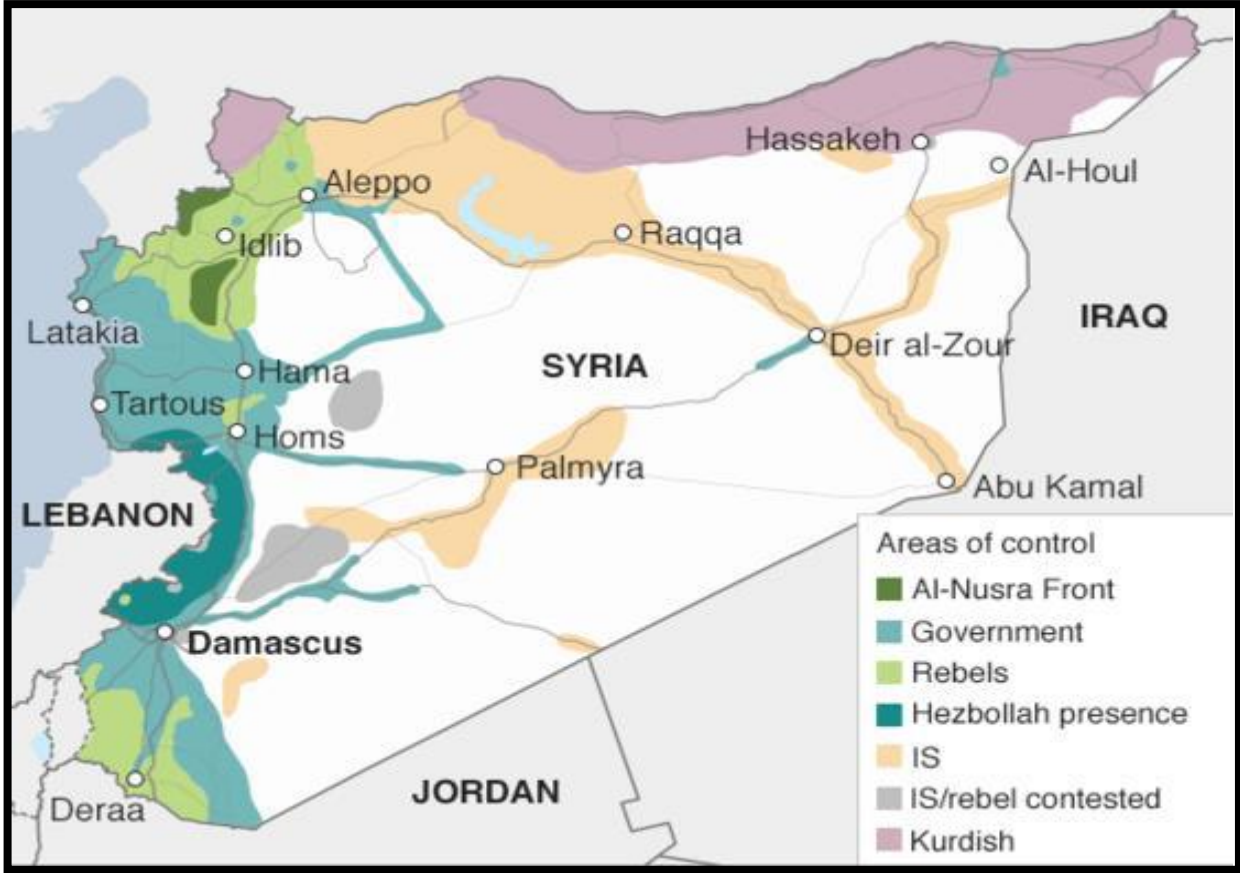 Hassakeh
Al-Houl
Aleppo
Idlib
Raqqa
Latakia
IRAQ
Deir al-Zour
SYRIA
Hama
Tartous
Homs
Palmyra
Abu Kamal
LEBANON
Damascus
JORDAN
Deraa
Areas of control
Al-Nusra Front
Government
Rebels
Hezbollah presence
IS
IS/rebel contested
Kurdish